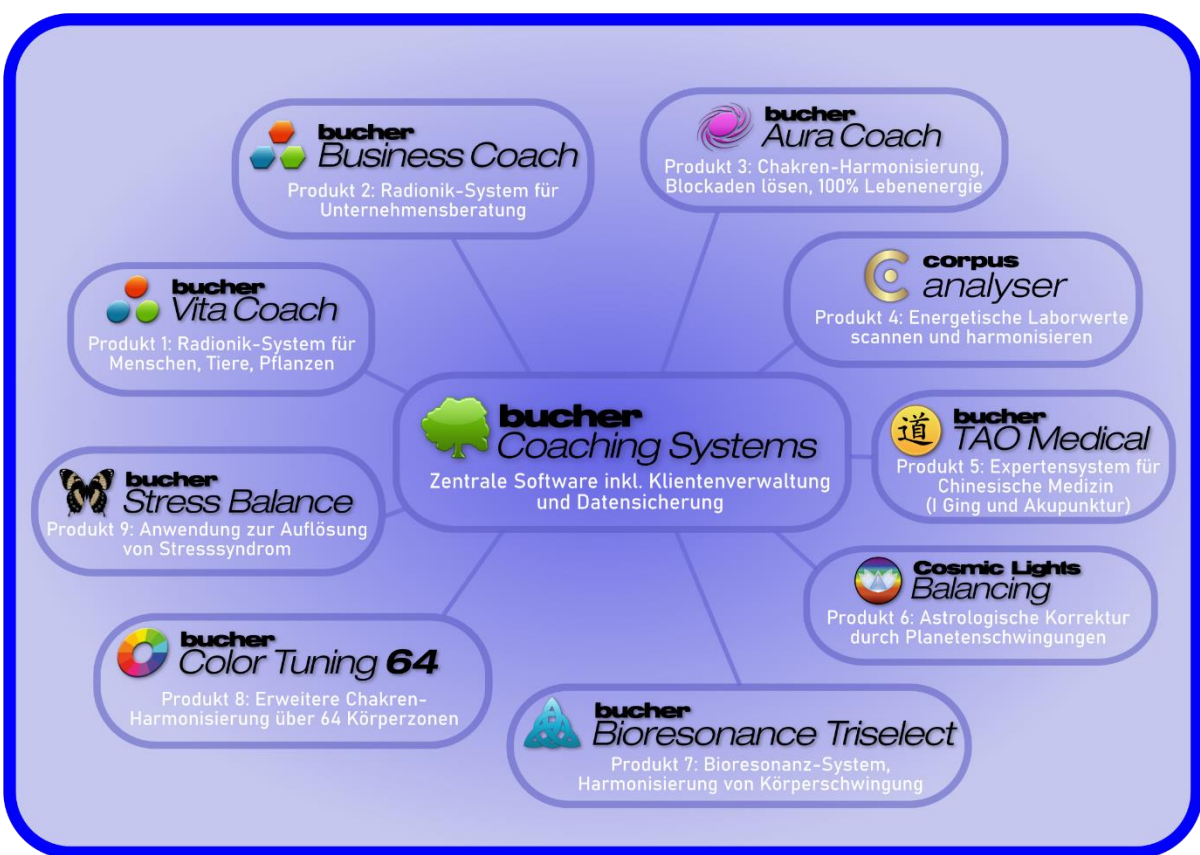 bucher
Business Coach
Produkt 2: Radionik-System für
Unternehmensberatung
bucher
Aura Coach
Produkt 3: Chakren-Harmonisierung,
Blockaden lösen, 100% Lebenenergie
bucher
Vita Coach
Produkt 1: Radionik-System für
Menschen, Tiere, Pflanzen
corpus
analyser
Produkt 4: Energetische Laborwerte
scannen und harmonisieren
bucher
Coaching Systems
Zentrale Software inkl. Klientenverwaltung
und Datensicherung
道
bucher
TAO Medical
Produkt 5: Expertensystem für
Chinesische Medizin
(I Ging und Akupunktur)
bucher
Stress Balance
Produkt 9: Anwendung zur Auflösung
von Stresssyndrom
Cosmic Lights
Balancing
Produkt 6: Astrologische Korrektur
durch Planetenschwingungen
bucher
Color Tuning 64
Produkt 8: Erweitere Chakren-
Harmonisierung über 64 Körperzonen
bucher
Bioresonance Triselect
Produkt 7: Bioresonanz-System,
Harmonisierung von Körperschwingung